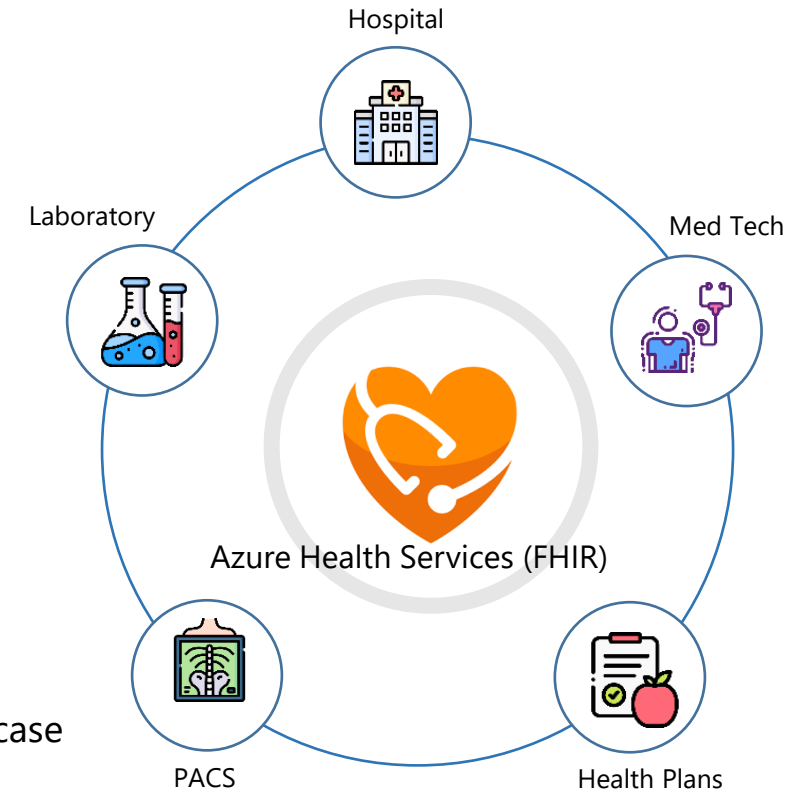 Hospital
Laboratory
Med Tech
Azure Health Services (FHIR)
case
PACS
Health Plans